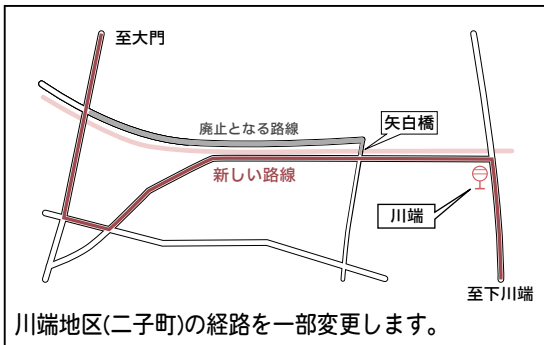 至大門
廃止となる路線
矢白橋
新しい路線
川端
至下川端
川端地区(二子町)の経路を一部変更します。